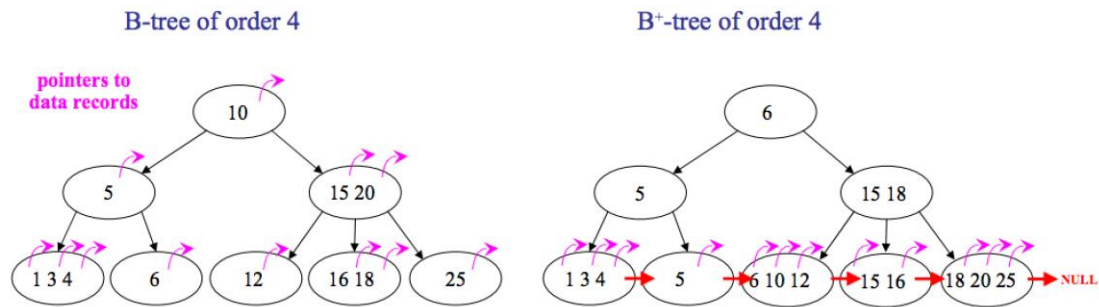 B-tree of order 4
B⁺-tree of order 4
pointers to
data records
10
5
15 20
1 3 4
6
12
16 18
25
6
5
15 18
1 3 4
5
6 10 12
15 16
18 20 25
NULL